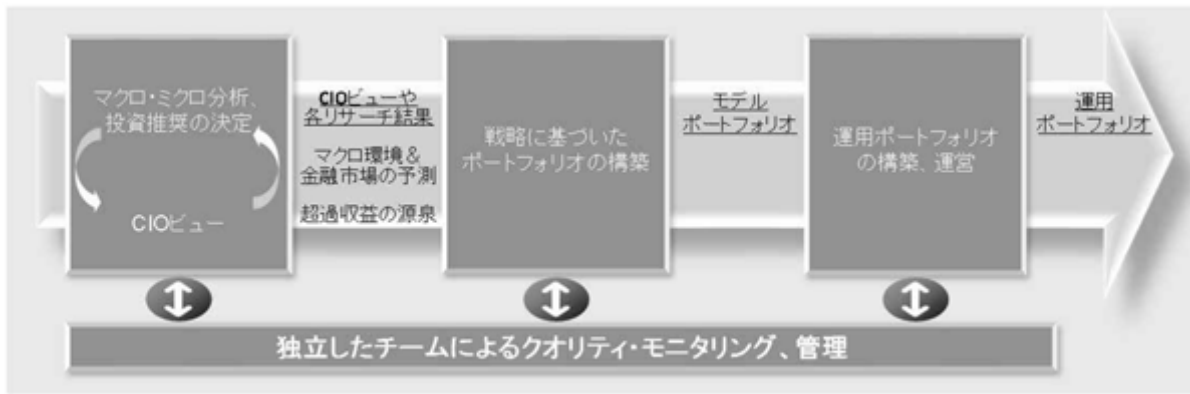 マクロ・ミクロ分析、
投資推奨の決定
CIOビュー
CIOビューや
各リサーチ結果
マクロ環境＆
金融市場の予測
超過収益の源泉
戦略に基づいた
ポートフォリオの構築
モデル
ポートフォリオ
運用ポートフォリオ
の構築、運営
運用
ポートフォリオ
独立したチームによるクオリティ・モニタリング、管理